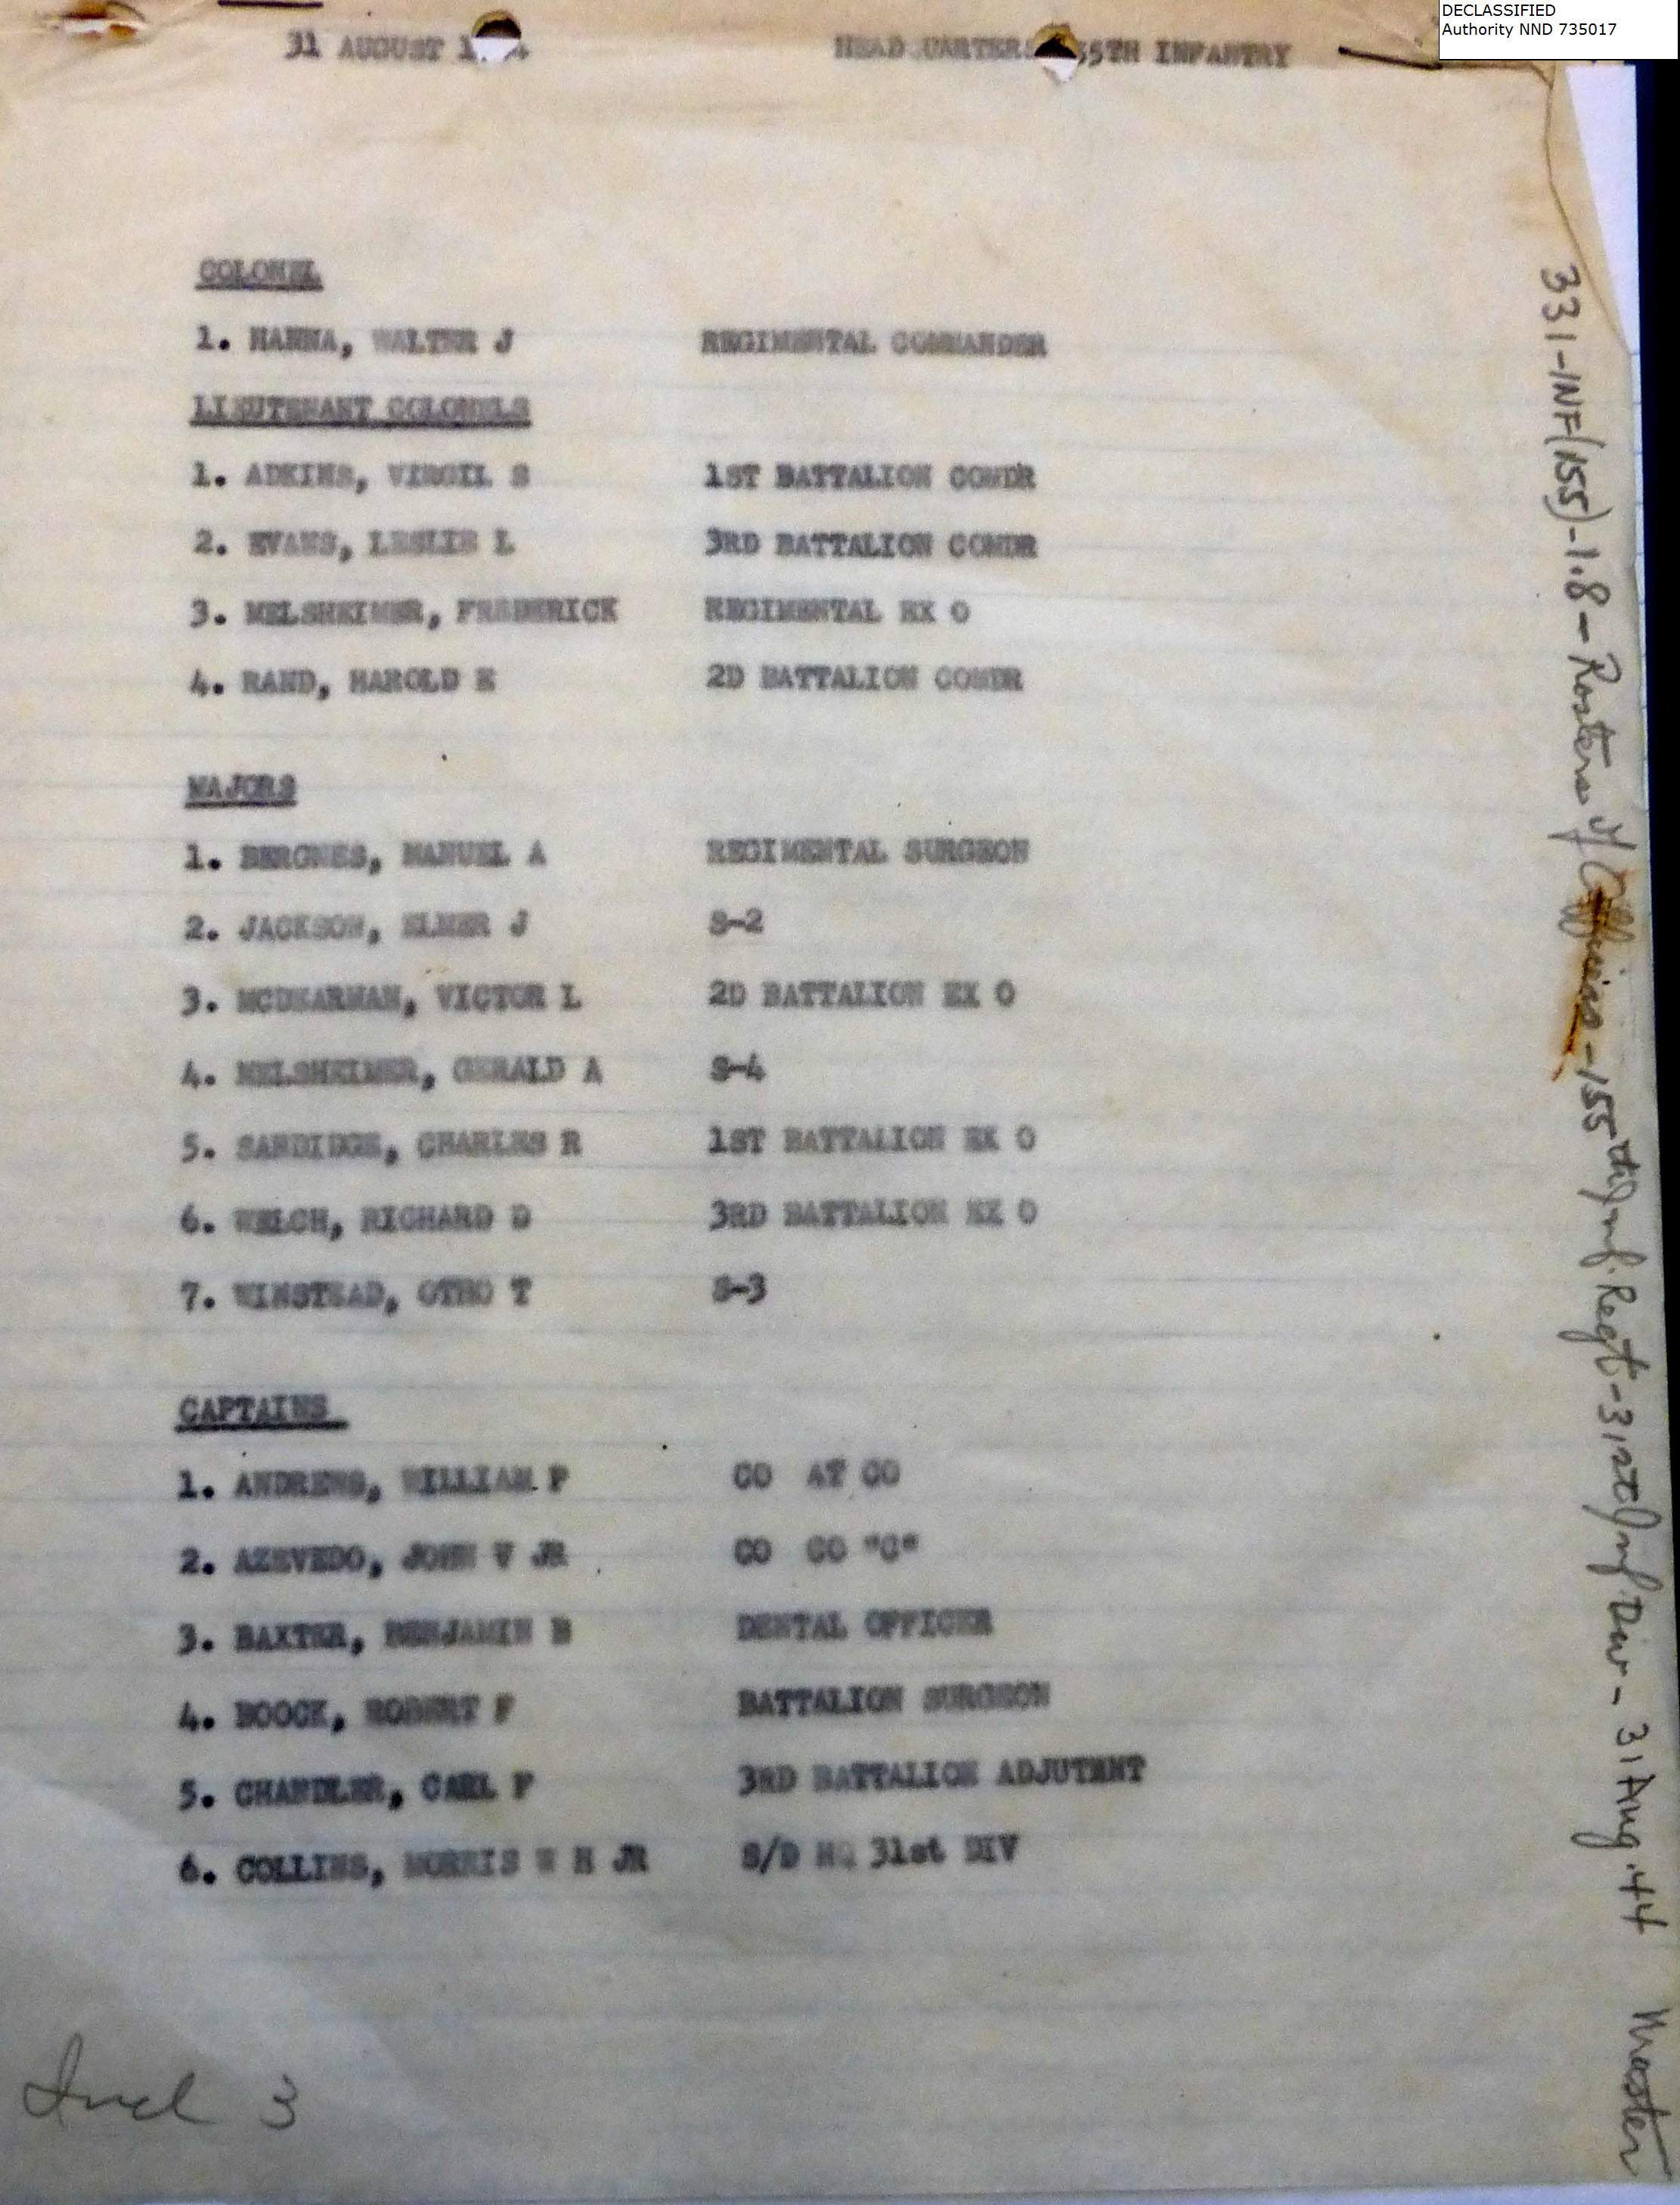 DECLASSIFIED
Authority NND 735017
31 AUGUST 1 4 HEADQUARTERS 55TH INFANTRY
COLONEL
1. HANNA, WALTER J REGIMENTAL COMMANDER
LIEUTENANT COLONELS
1. ADKINS, VIRGIL S 1ST BATTALION COMDR
2. EVANS, LESLIE L 3RD BATTALION COMDR
3. MELSHEIMER, FREDERICK REGIMENTAL EX O
4. RAND, HAROLD E 2D BATTALION COMDR
MAJORS
1. BERGNES, MANUEL A REGIMENTAL SURGEON
2. JACKSON, ELMER J S-2
3. MCDEARMAN, VICTOR L 2D BATTALION EX O
4. MELSHEIMER, GERALD A S-4
5. SANDIDGE, CHARLES R 1ST BATTALION EX O
6. WELCH, RICHARD D 3RD BATTALION EX O
7. WINSTEAD, OTHO T S-3
CAPTAINS
1. ANDREWS, WILLIAM P CO AT CO
2. AZEVEDO, JOHN V JR CO CO "C"
3. BAXTER, BENJAMIN B DENTAL OFFICER
4. BOOCK, ROBERT F BATTALION SURGEON
5. CHANDLER, CARL F 3RD BATTALION ADJUTENT
6. COLLINS, MORRIS W H JR S/D HQ 31st DIV
Incl 3
331-INF(155)-1.8-Rosters of Officers-155th Inf. Regt-31st Inf Div-31 Aug.44 Master